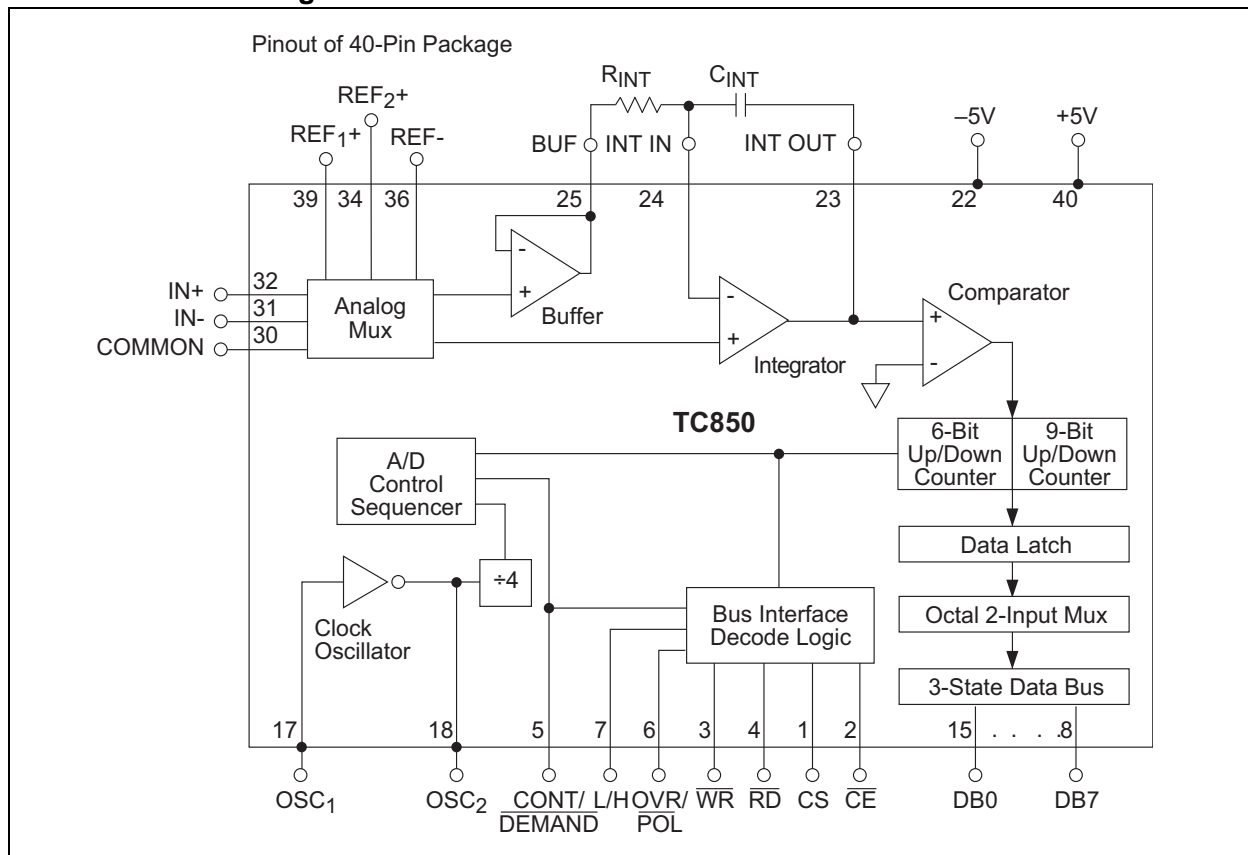 Pinout of 40-Pin Package
RINT
CINT
REF2+
REF1+
REF-
BUF
INT IN
INT OUT
–5V
+5V
39
34
36
25
24
23
22
40
IN+
32
IN-
31
COMMON
30
Analog
Mux
-
+
Buffer
-
+
Integrator
Comparator
+
-
TC850
A/D
Control
Sequencer
6-Bit
Up/Down
Counter
9-Bit
Up/Down
Counter
Data Latch
÷4
Clock
Oscillator
Bus Interface
Decode Logic
Octal 2-Input Mux
3-State Data Bus
17
18
5
7
6
3
4
1
2
15 . . . .8
OSC1
OSC2
CONT/
DEMAND
L/H
OVR/
POL
WR
RD
CS
CE
DB0
DB7